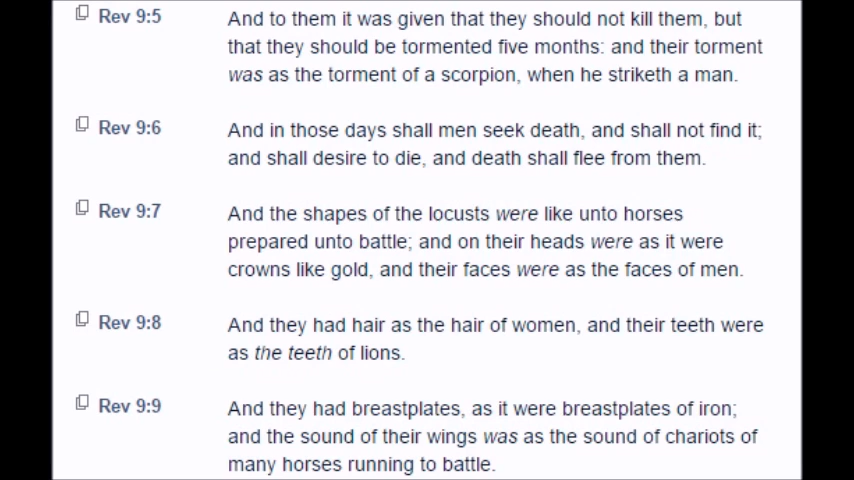 Rev 9:5 And to them it was given that they should not kill them, but
that they should be tormented five months: and their torment
was as the torment of a scorpion, when he striketh a man.
Rev 9:6 And in those days shall men seek death, and shall not find it;
and shall desire to die, and death shall flee from them.
Rev 9:7 And the shapes of the locusts were like unto horses
prepared unto battle; and on their heads were as it were
crowns like gold, and their faces were as the faces of men.
Rev 9:8 And they had hair as the hair of women, and their teeth were
as the teeth of lions.
Rev 9:9 And they had breastplates, as it were breastplates of iron;
and the sound of their wings was as the sound of chariots of
many horses running to battle.